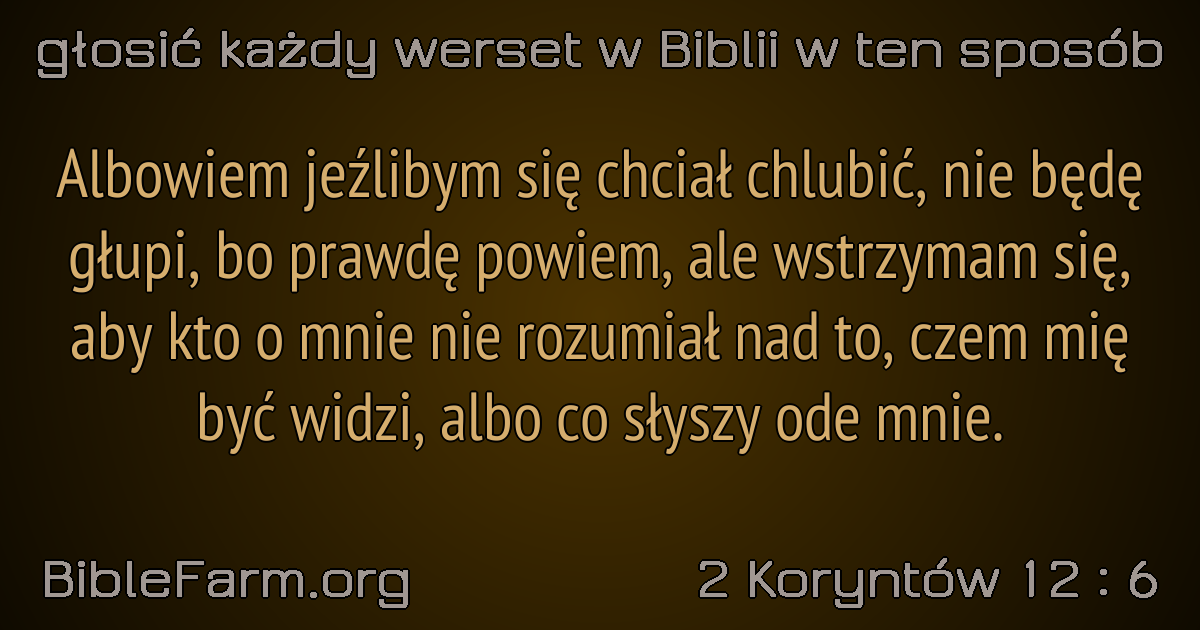 głosić każdy werset w Biblii w ten sposób
Albowiem jeźlibym się chciał chlubić, nie będę
głupi, bo prawdę powiem, ale wstrzymam się,
aby kto o mnie nie rozumiał nad to, czem mię
być widzi, albo co słyszy ode mnie.
BibleFarm.org
2 Koryntów 12 : 6